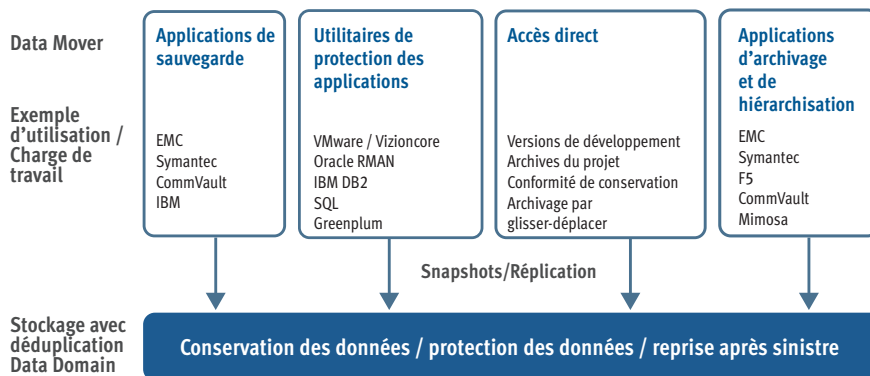 Data Mover
Applications de
sauvegarde
Utilitaires de
protection des
applications
Accès direct
Applications
d'archivage
et de
hiérarchisation
Exemple
d'utilisation /
Charge de
travail
EMC
Symantec
CommVault
IBM
VMware / Vizioncore
Oracle RMAN
IBM DB2
SQL
Greenplum
Versions de développement
Archives du projet
Conformité de conservation
Archivage par
glisser-déplacer
EMC
Symantec
F5
CommVault
Mimosa
Snapshots/Réplication
Stockage avec
déduplication
Data Domain
Conservation des données / protection des données / reprise après sinistre